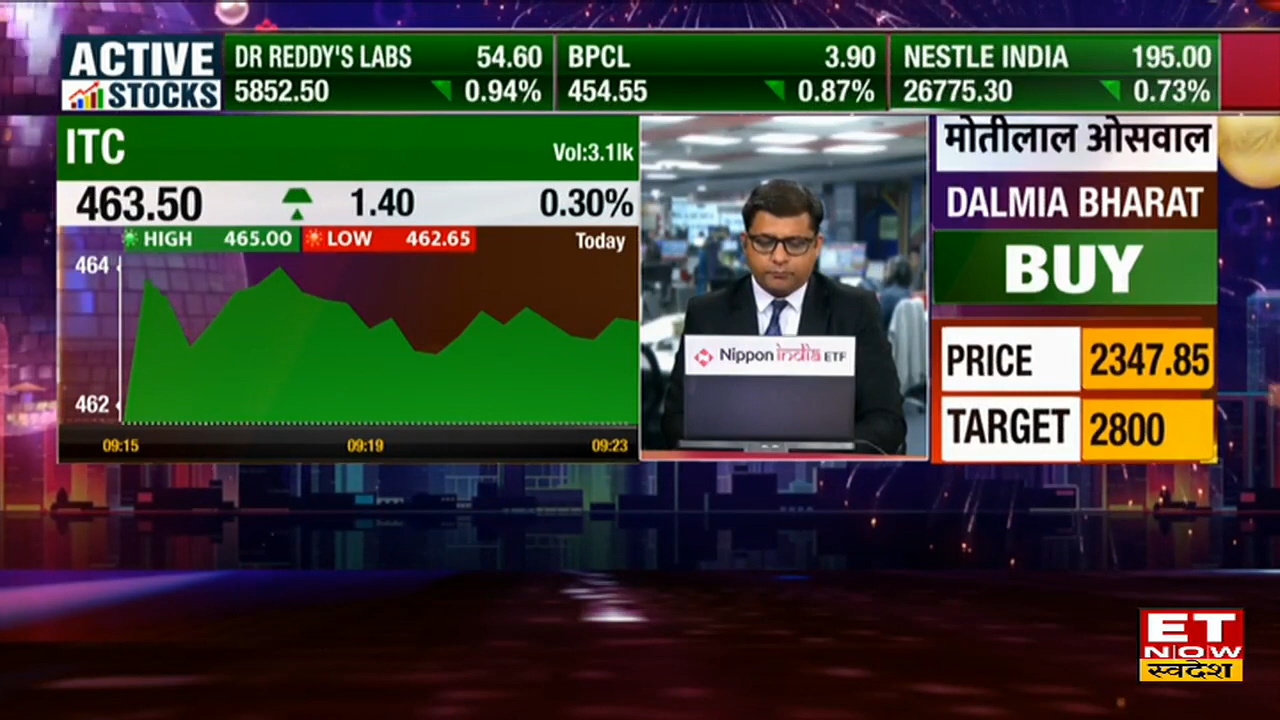 ACTIVE
STOCKS
DR REDDY'S LABS 54.60
5852.50 0.94%
BPCL 3.90
454.55 0.87%
NESTLE INDIA 195.00
26775.30 0.73%
ITC
Vol:3.1lk
463.50 1.40 0.30%
HIGH 465.00 LOW 462.65 Today
464
462
09:15 09:19 09:23
Nippon india ETF
मोतीलाल ओसवाल
DALMIA BHARAT
BUY
PRICE 2347.85
TARGET 2800
ET
NOW
स्वदेश